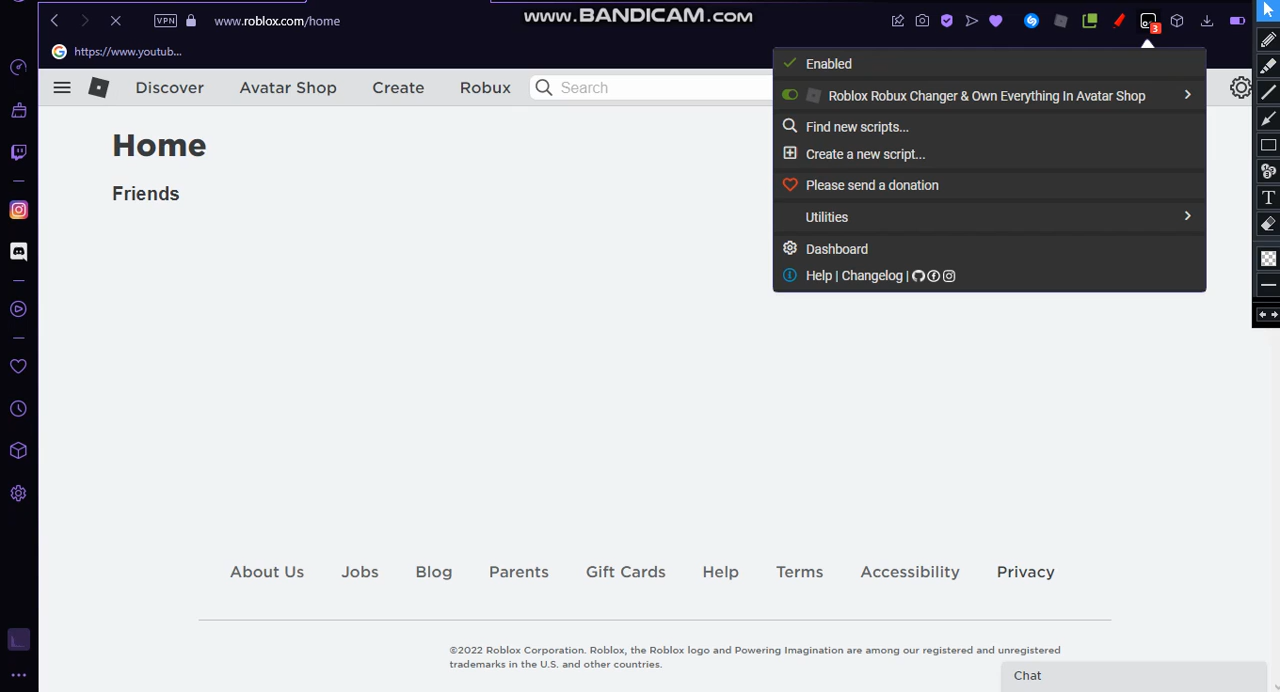 VPN
www.roblox.com/home
www.BANDICAM.com
3
https://www.youtub...
Discover
Avatar Shop
Create
Robux
Search
Enabled
Roblox Robux Changer & Own Everything In Avatar Shop
Find new scripts...
Create a new script...
Please send a donation
Utilities
Dashboard
Help | Changelog |
Home
Friends
About Us
Jobs
Blog
Parents
Gift Cards
Help
Terms
Accessibility
Privacy
©2022 Roblox Corporation. Roblox, the Roblox logo and Powering Imagination are among our registered and unregistered
trademarks in the U.S. and other countries.
Chat
T